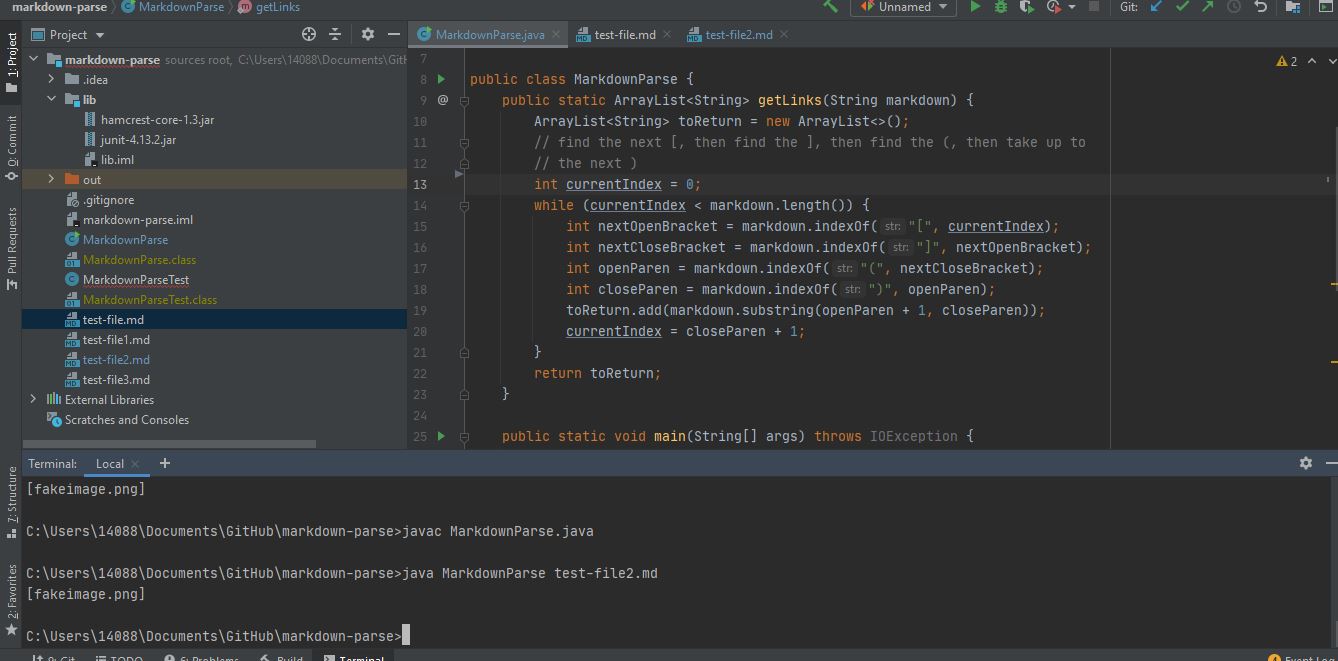 markdown-parse MarkdownParse getLinks Unnamed Git:
1: Project
Project
MarkdownParse.java test-file.md test-file2.md
markdown-parse sources root, C:\Users\14088\Documents\GitH
.idea
lib
hamcrest-core-1.3.jar
junit-4.13.2.jar
lib.iml
out
.gitignore
markdown-parse.iml
MarkdownParse
MarkdownParse.class
MarkdownParseTest
MarkdownParseTest.class
test-file.md
test-file1.md
test-file2.md
test-file3.md
External Libraries
Scratches and Consoles
0: Commit
Pull Requests
7: Structure
2: Favorites
2
7
8 public class MarkdownParse {
9 @ public static ArrayList<String> getLinks(String markdown) {
10 ArrayList<String> toReturn = new ArrayList<>();
11 // find the next [, then find the ], then find the (, then take up to
12 // the next )
13 int currentIndex = 0;
14 while (currentIndex < markdown.length()) {
15 int nextOpenBracket = markdown.indexOf( str: "[", currentIndex);
16 int nextCloseBracket = markdown.indexOf( str: "]", nextOpenBracket);
17 int openParen = markdown.indexOf( str: "(", nextCloseBracket);
18 int closeParen = markdown.indexOf( str: ")", openParen);
19 toReturn.add(markdown.substring(openParen + 1, closeParen));
20 currentIndex = closeParen + 1;
21 }
22 return toReturn;
23 }
24
25 public static void main(String[] args) throws IOException {
Terminal: Local +
[fakeimage.png]
C:\Users\14088\Documents\GitHub\markdown-parse>javac MarkdownParse.java
C:\Users\14088\Documents\GitHub\markdown-parse>java MarkdownParse test-file2.md
[fakeimage.png]
C:\Users\14088\Documents\GitHub\markdown-parse>
9: Git TODO 6: Problems Build Terminal Event Log